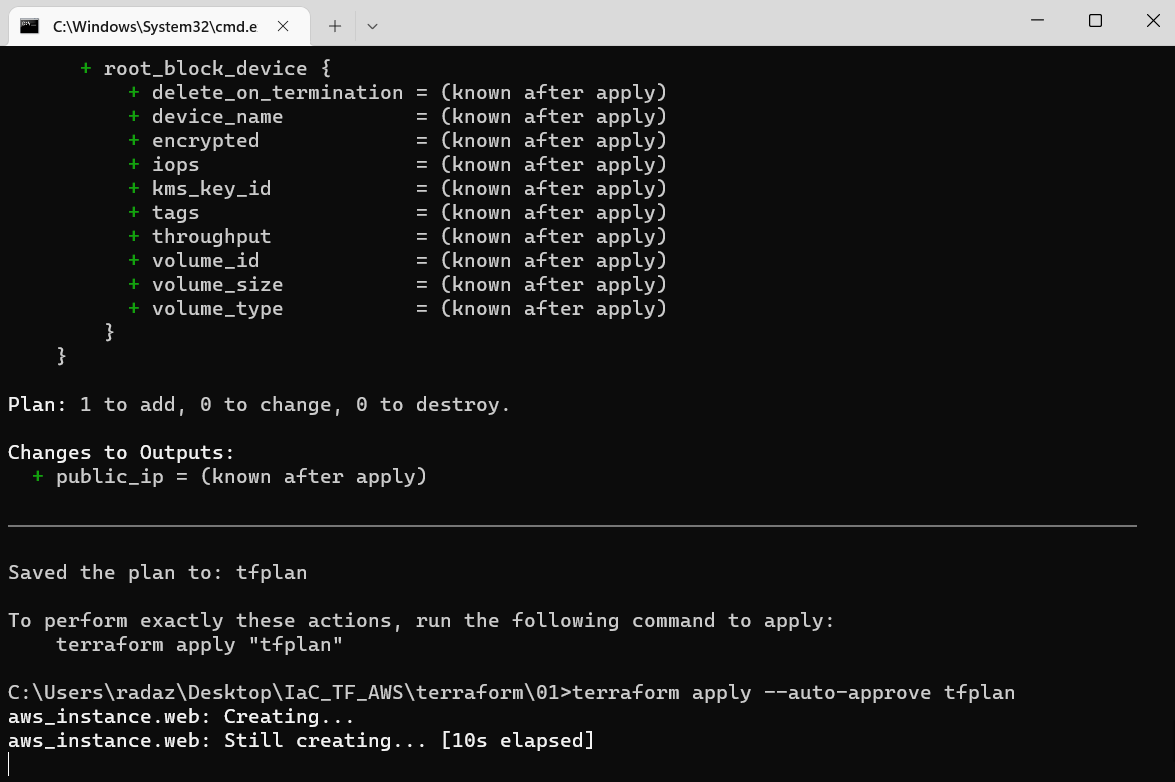 C:\Windows\System32\cmd.e
+ root_block_device {
+ delete_on_termination = (known after apply)
+ device_name = (known after apply)
+ encrypted = (known after apply)
+ iops = (known after apply)
+ kms_key_id = (known after apply)
+ tags = (known after apply)
+ throughput = (known after apply)
+ volume_id = (known after apply)
+ volume_size = (known after apply)
+ volume_type = (known after apply)
}
}
Plan: 1 to add, 0 to change, 0 to destroy.
Changes to Outputs:
+ public_ip = (known after apply)
Saved the plan to: tfplan
To perform exactly these actions, run the following command to apply:
terraform apply "tfplan"
C:\Users\radaz\Desktop\IaC_TF_AWS\terraform\01>terraform apply --auto-approve tfplan
aws_instance.web: Creating...
aws_instance.web: Still creating... [10s elapsed]